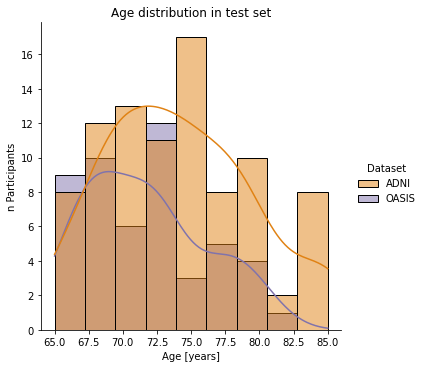 Age distribution in test set
n Participants
16
14
12
10
8
6
4
2
0
65.0 67.5 70.0 72.5 75.0 77.5 80.0 82.5 85.0
Age [years]
Dataset
ADNI
OASIS